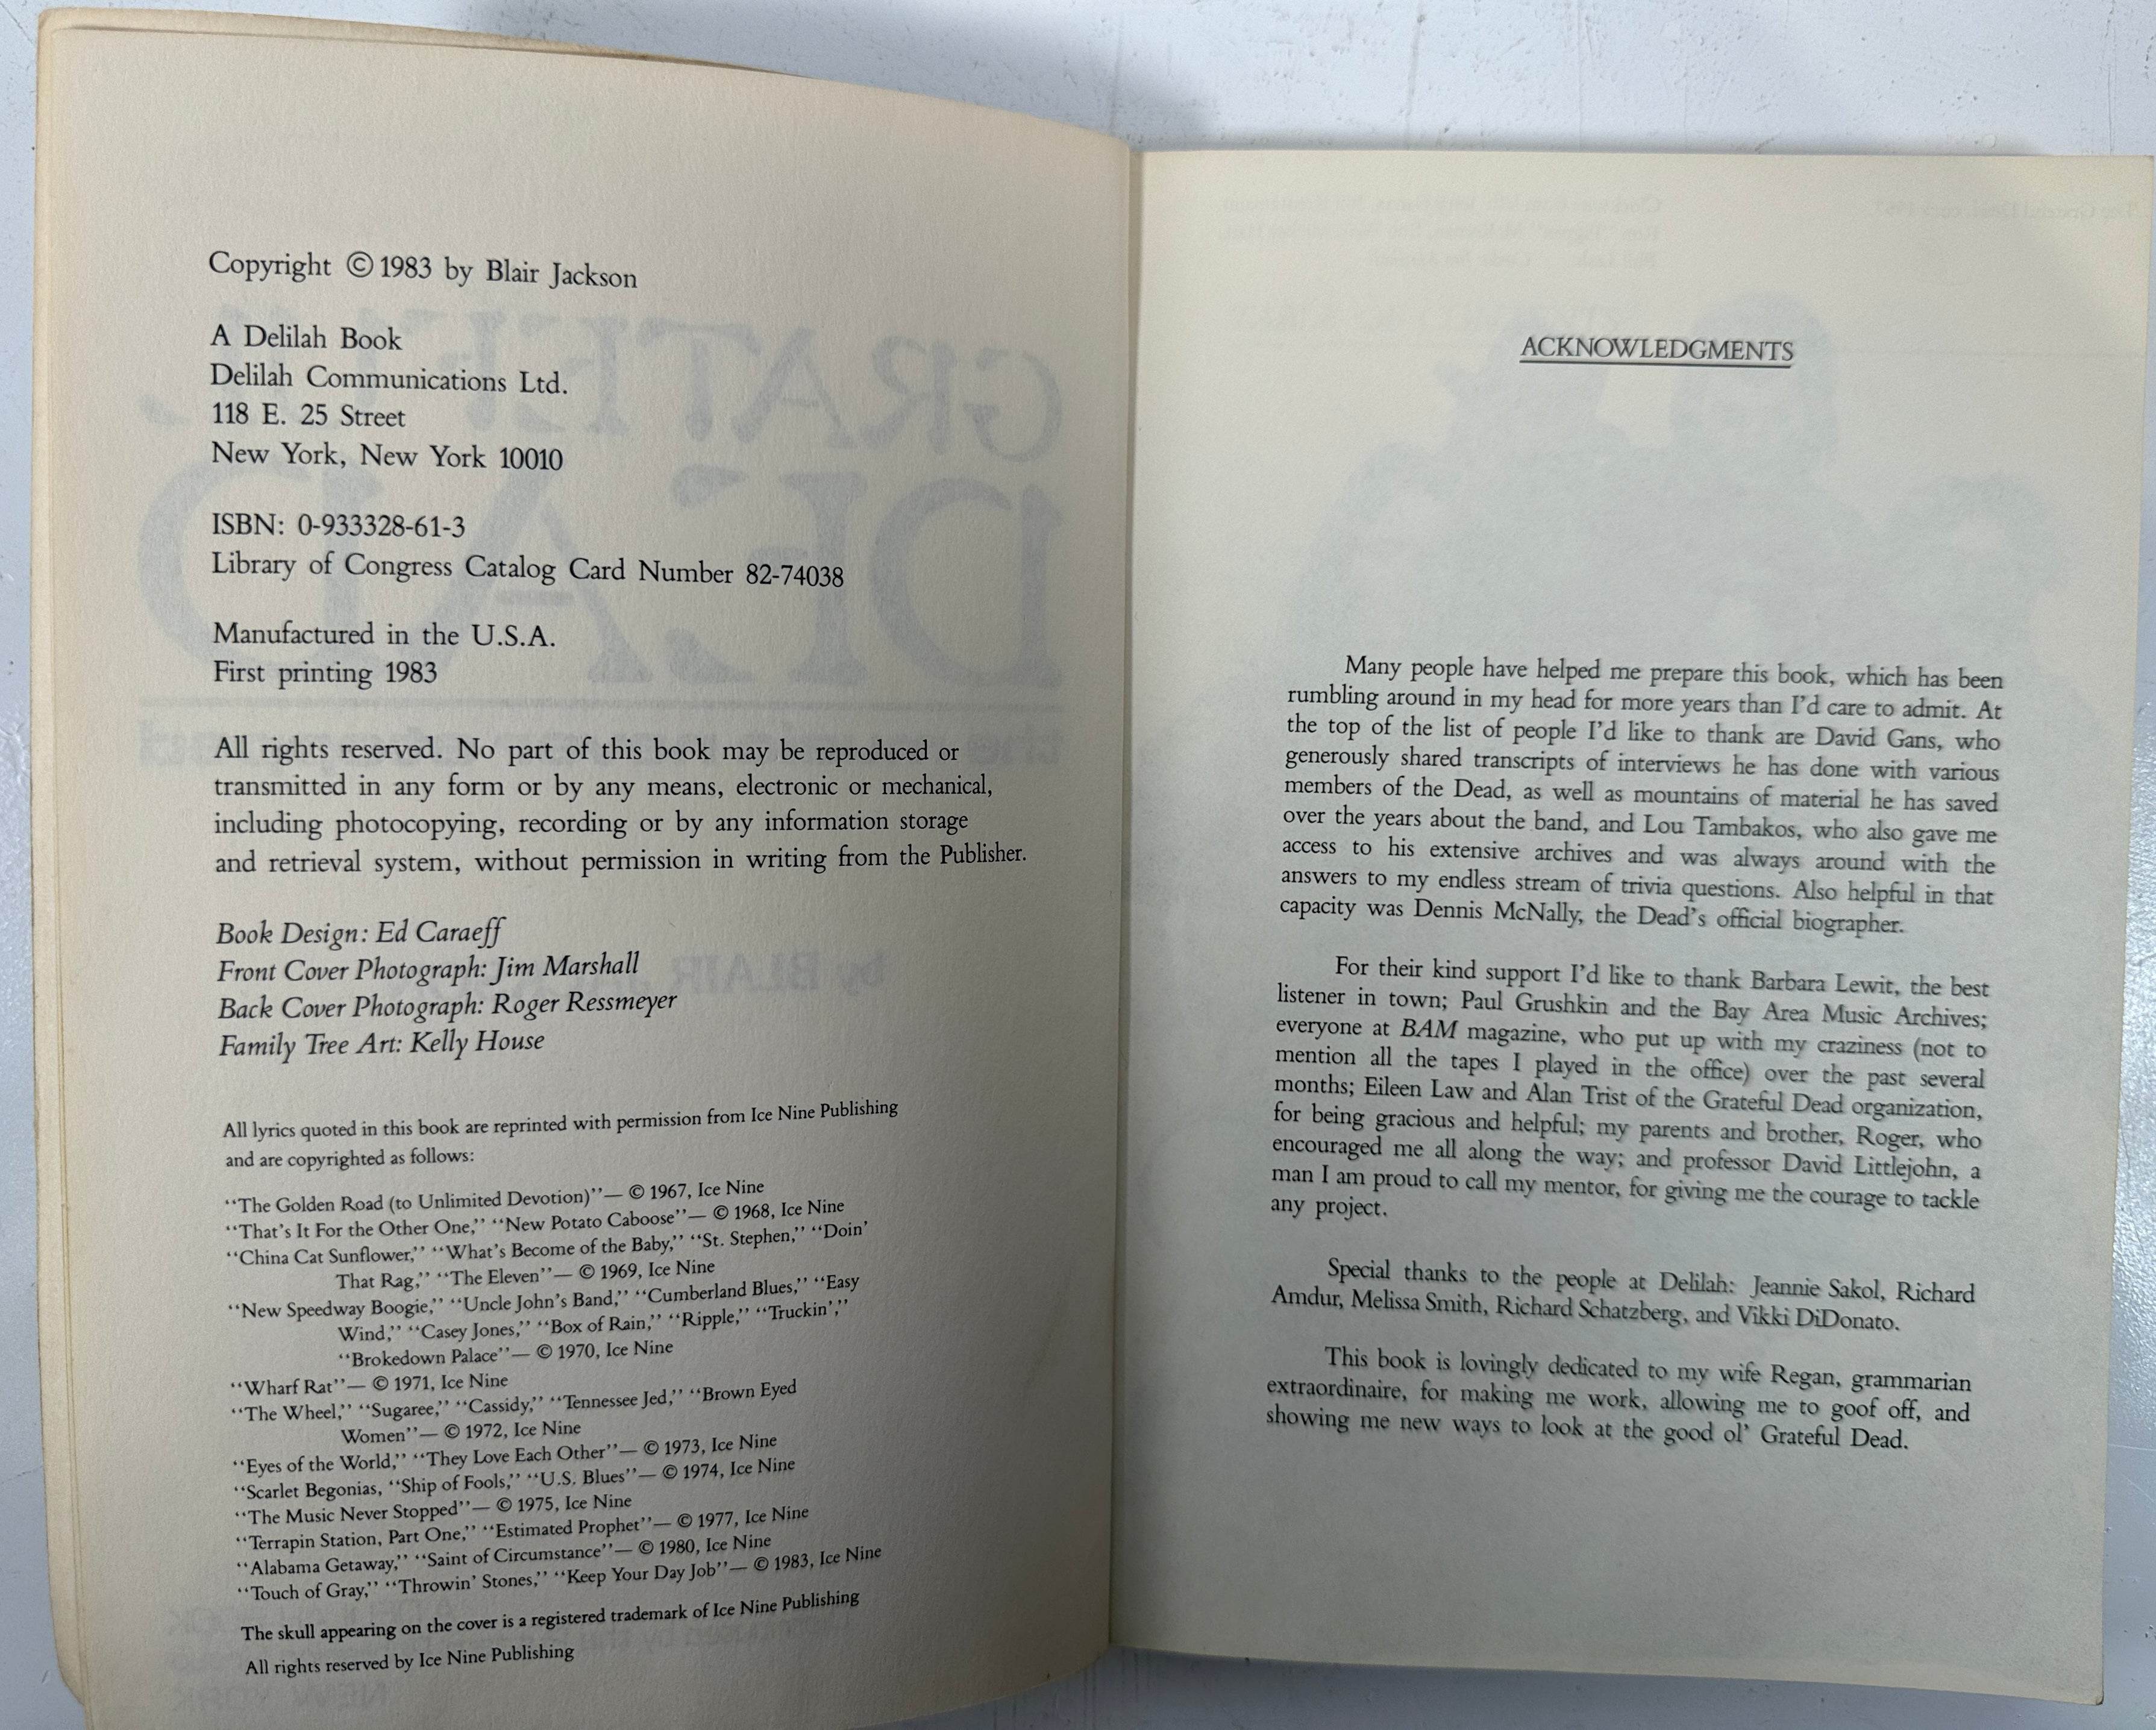 Copyright © 1983 by Blair Jackson
A Delilah Book
Delilah Communications Ltd.
118 E. 25 Street
New York, New York 10010
ISBN: 0-933328-61-3
Library of Congress Catalog Card Number 82-74038
Manufactured in the U.S.A.
First printing 1983
All rights reserved. No part of this book may be reproduced or
transmitted in any form or by any means, electronic or mechanical,
including photocopying, recording or by any information storage
and retrieval system, without permission in writing from the Publisher.
Book Design: Ed Caraeff
Front Cover Photograph: Jim Marshall
Back Cover Photograph: Roger Ressmeyer
Family Tree Art: Kelly House
All lyrics quoted in this book are reprinted with permission from Ice Nine Publishing
and are copyrighted as follows:
‘‘The Golden Road (to Unlimited Devotion)’’— © 1967, Ice Nine
‘‘That’s It For the Other One,’’ ‘‘New Potato Caboose’’— © 1968, Ice Nine
‘‘China Cat Sunflower,’’ ‘‘What’s Become of the Baby,’’ ‘‘St. Stephen,’’ ‘‘Doin’
That Rag,’’ ‘‘The Eleven’’— © 1969, Ice Nine
‘‘New Speedway Boogie,’’ ‘‘Uncle John’s Band,’’ ‘‘Cumberland Blues,’’ ‘‘Easy
Wind,’’ ‘‘Casey Jones,’’ ‘‘Box of Rain,’’ ‘‘Ripple,’’ ‘‘Truckin’,’’
‘‘Brokedown Palace’’— © 1970, Ice Nine
‘‘Wharf Rat’’— © 1971, Ice Nine
‘‘The Wheel,’’ ‘‘Sugaree,’’ ‘‘Cassidy,’’ ‘‘Tennessee Jed,’’ ‘‘Brown Eyed
Women’’— © 1972, Ice Nine
‘‘Eyes of the World,’’ ‘‘They Love Each Other’’— © 1973, Ice Nine
‘‘Scarlet Begonias, ‘‘Ship of Fools,’’ ‘‘U.S. Blues’’— © 1974, Ice Nine
‘‘The Music Never Stopped’’— © 1975, Ice Nine
‘‘Terrapin Station, Part One,’’ ‘‘Estimated Prophet’’— © 1977, Ice Nine
‘‘Alabama Getaway,’’ ‘‘Saint of Circumstance’’— © 1980, Ice Nine
‘‘Touch of Gray,’’ ‘‘Throwin’ Stones,’’ ‘‘Keep Your Day Job’’— © 1983, Ice Nine
The skull appearing on the cover is a registered trademark of Ice Nine Publishing
All rights reserved by Ice Nine Publishing
ACKNOWLEDGMENTS
Many people have helped me prepare this book, which has been
rumbling around in my head for more years than I’d care to admit. At
the top of the list of people I’d like to thank are David Gans, who
generously shared transcripts of interviews he has done with various
members of the Dead, as well as mountains of material he has saved
over the years about the band, and Lou Tambakos, who also gave me
access to his extensive archives and was always around with the
answers to my endless stream of trivia questions. Also helpful in that
capacity was Dennis McNally, the Dead’s official biographer.
For their kind support I’d like to thank Barbara Lewit, the best
listener in town; Paul Grushkin and the Bay Area Music Archives;
everyone at BAM magazine, who put up with my craziness (not to
mention all the tapes I played in the office) over the past several
months; Eileen Law and Alan Trist of the Grateful Dead organization,
for being gracious and helpful; my parents and brother, Roger, who
encouraged me all along the way; and professor David Littlejohn, a
man I am proud to call my mentor, for giving me the courage to tackle
any project.
Special thanks to the people at Delilah: Jeannie Sakol, Richard
Amdur, Melissa Smith, Richard Schatzberg, and Vikki DiDonato.
This book is lovingly dedicated to my wife Regan, grammarian
extraordinaire, for making me work, allowing me to goof off, and
showing me new ways to look at the good ol’ Grateful Dead.